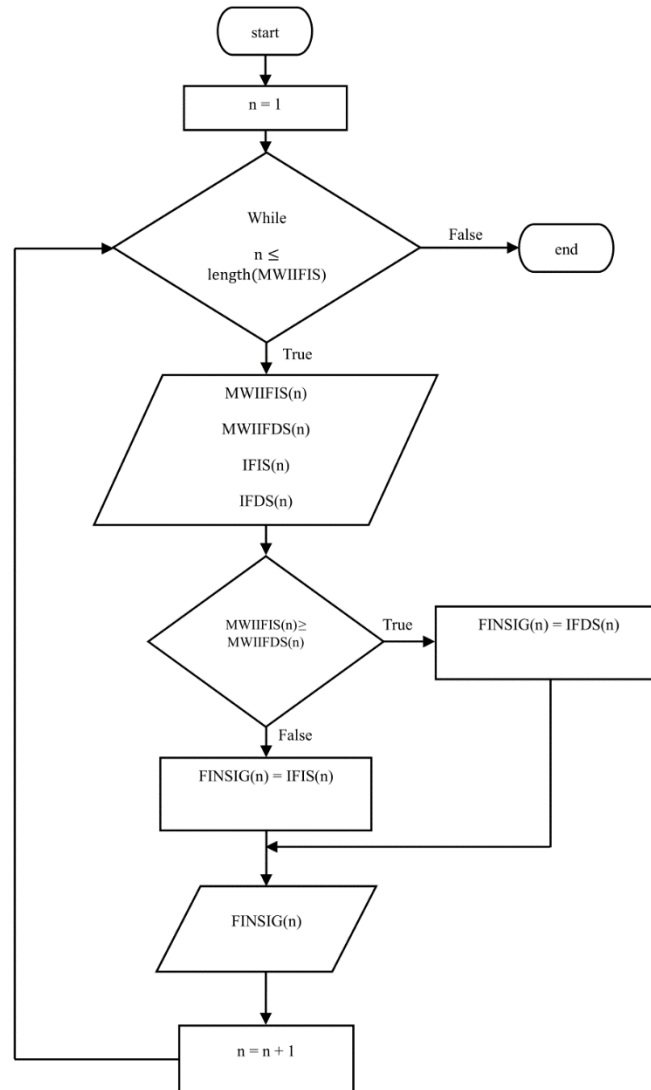 start
n = 1
While
n ≤
length(MWIIFIS)
False
end
True
MWIIFIS(n)
MWIIFDS(n)
IFIS(n)
IFDS(n)
MWIIFIS(n)≥
MWIIFDS(n)
True
FINSIG(n) = IFDS(n)
False
FINSIG(n) = IFIS(n)
FINSIG(n)
n = n + 1